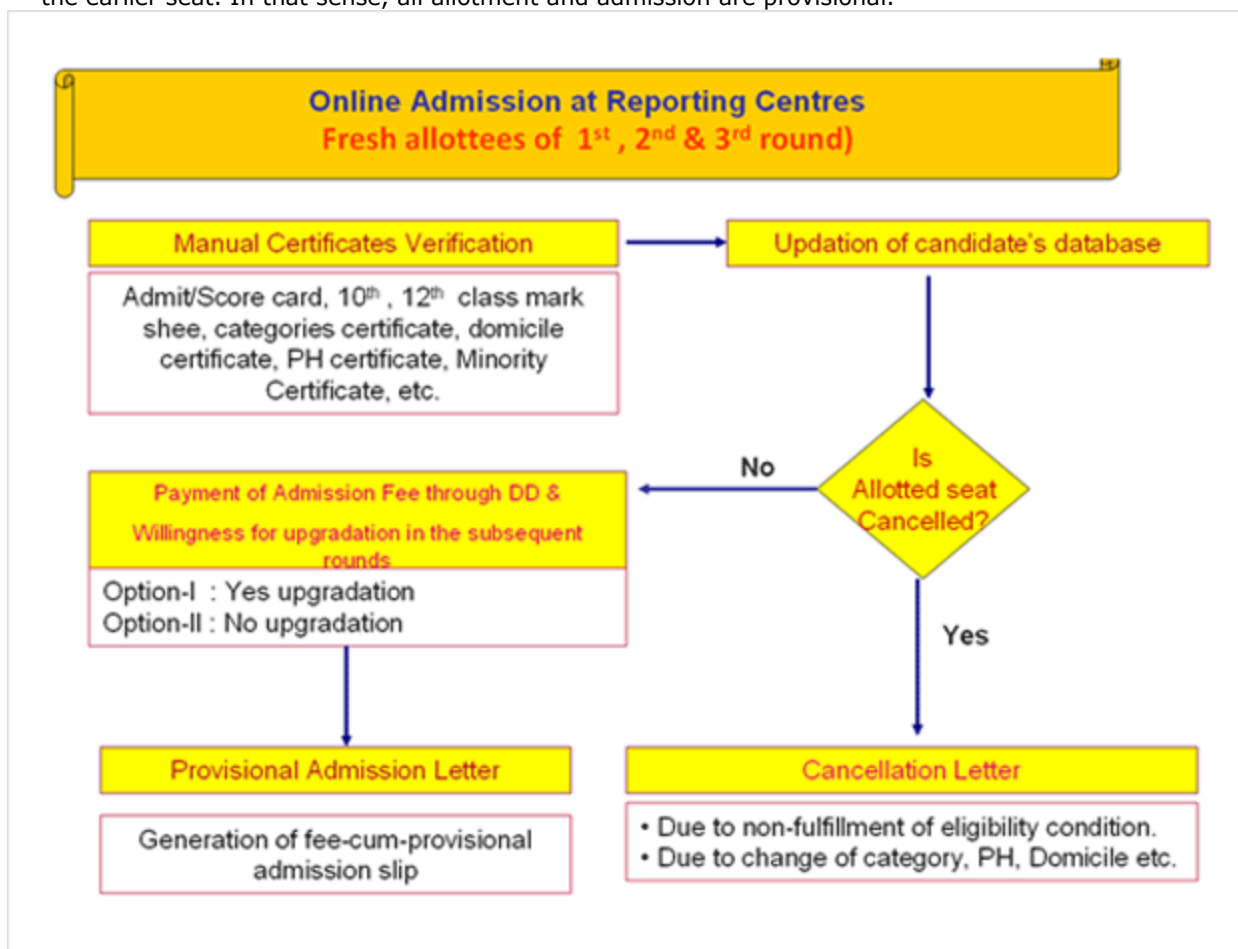 the earlier seat. In that sense, all allotment and admission are provisional.
Online Admission at Reporting Centres
Fresh allottees of 1st , 2nd & 3rd round)
Manual Certificates Verification
Updation of candidate's database
Admit/Score card, 10th , 12th class mark
shee, categories certificate, domicile
certificate, PH certificate, Minority
Certificate, etc.
Is
Allotted seat
Cancelled?
No
Yes
Payment of Admission Fee through DD &
Willingness for upgradation in the subsequent
rounds
Option-I : Yes upgradation
Option-II : No upgradation
Provisional Admission Letter
Generation of fee-cum-provisional
admission slip
Cancellation Letter
• Due to non-fulfillment of eligibility condition.
• Due to change of category, PH, Domicile etc.